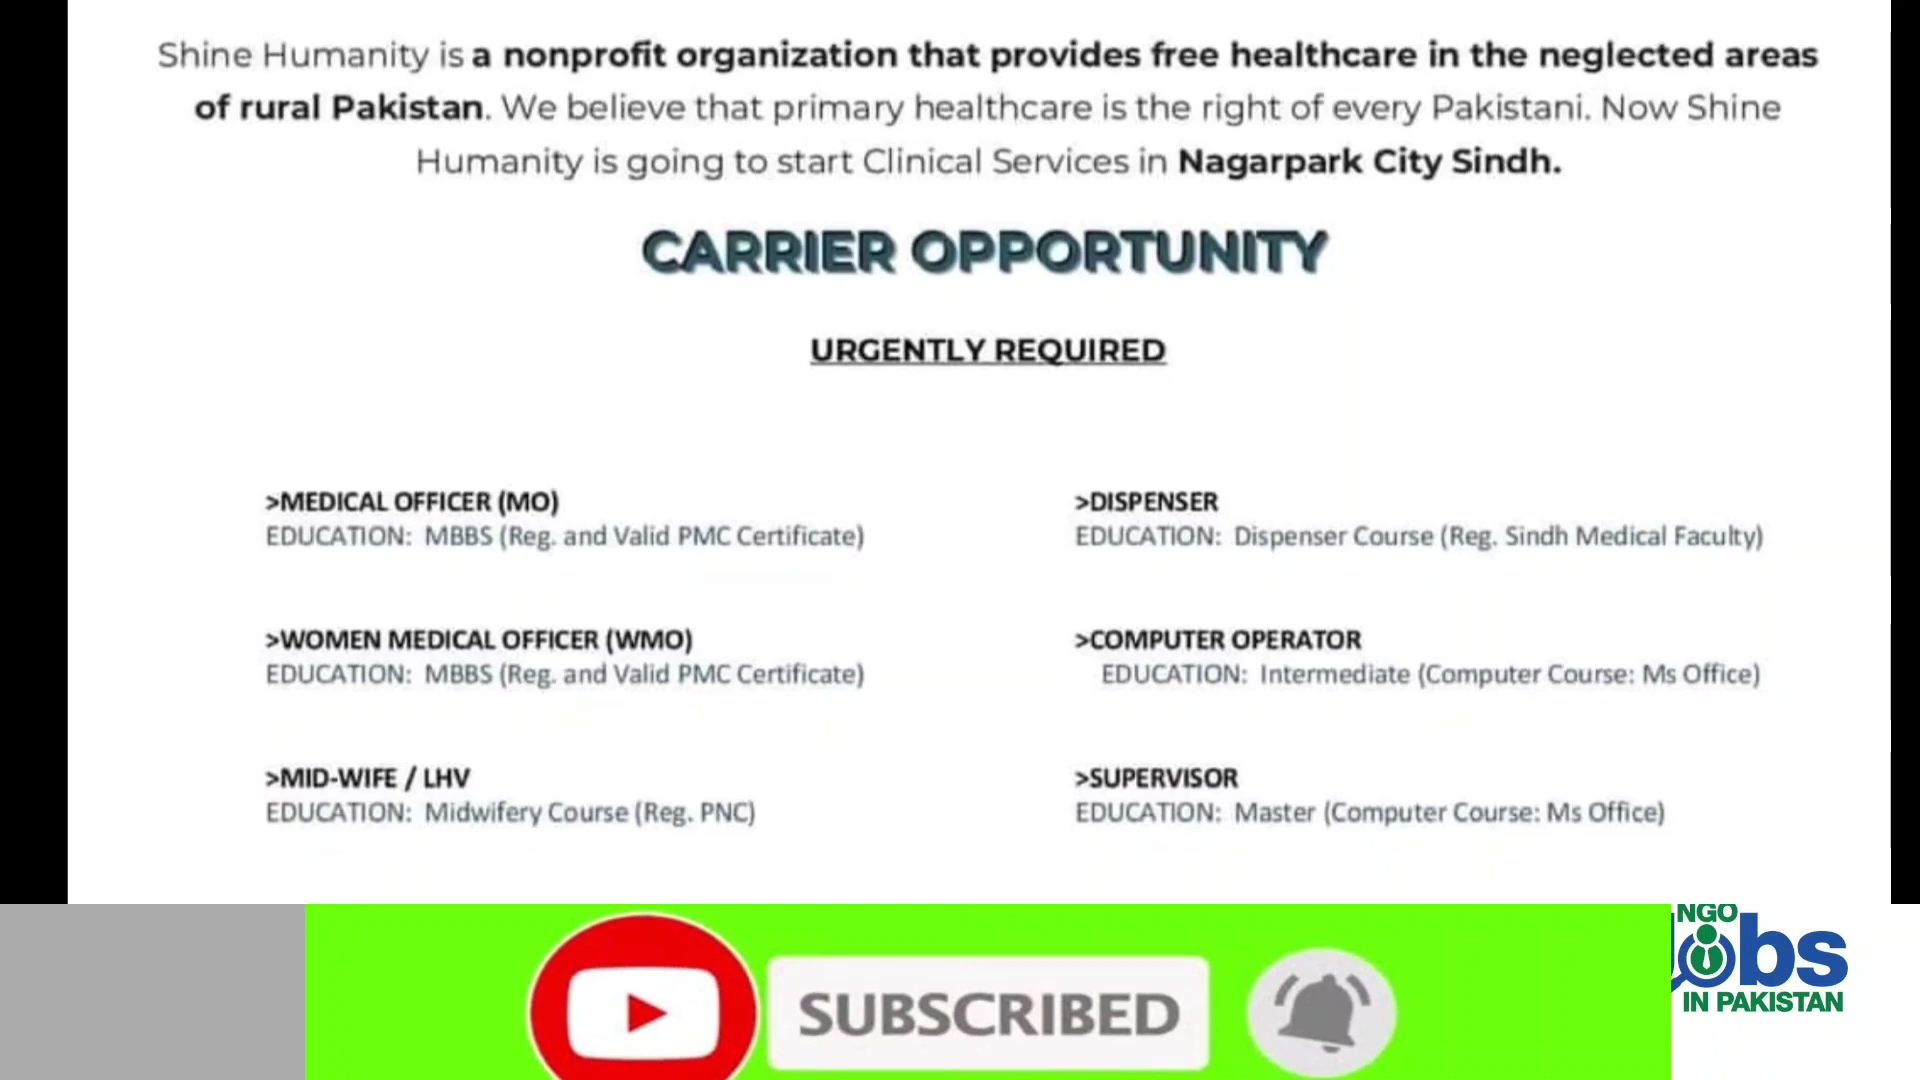 Shine Humanity is a nonprofit organization that provides free healthcare in the neglected areas
of rural Pakistan. We believe that primary healthcare is the right of every Pakistani. Now Shine
Humanity is going to start Clinical Services in Nagarpark City Sindh.
CARRIER OPPORTUNITY
URGENTLY REQUIRED
>MEDICAL OFFICER (MO)
EDUCATION: MBBS (Reg. and Valid PMC Certificate)
>WOMEN MEDICAL OFFICER (WMO)
EDUCATION: MBBS (Reg. and Valid PMC Certificate)
>MID-WIFE / LHV
EDUCATION: Midwifery Course (Reg. PNC)
>DISPENSER
EDUCATION: Dispenser Course (Reg. Sindh Medical Faculty)
>COMPUTER OPERATOR
EDUCATION: Intermediate (Computer Course: Ms Office)
>SUPERVISOR
EDUCATION: Master (Computer Course: Ms Office)
SUBSCRIBED
NGO
Jobs
IN PAKISTAN